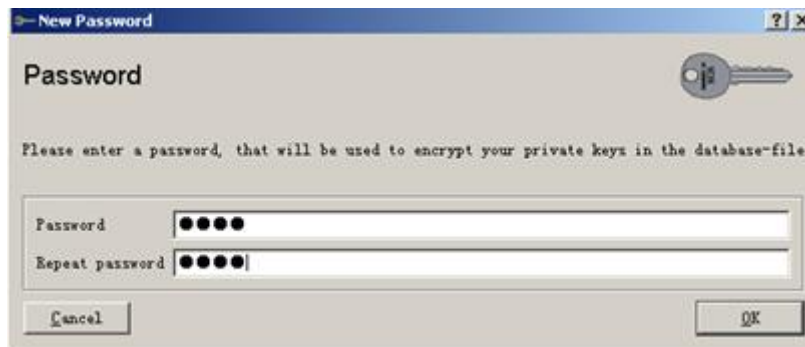 New Password
Password
Please enter a password, that will be used to encrypt your private keys in the database-file
Password ●●●●
Repeat password ●●●●
Cancel OK